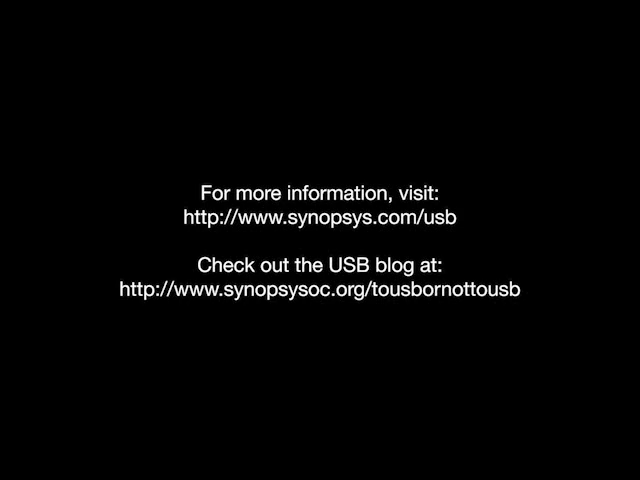 For more information, visit:
http://www.synopsys.com/usb
Check out the USB blog at:
http://www.synopsysoc.org/tousbornottousb